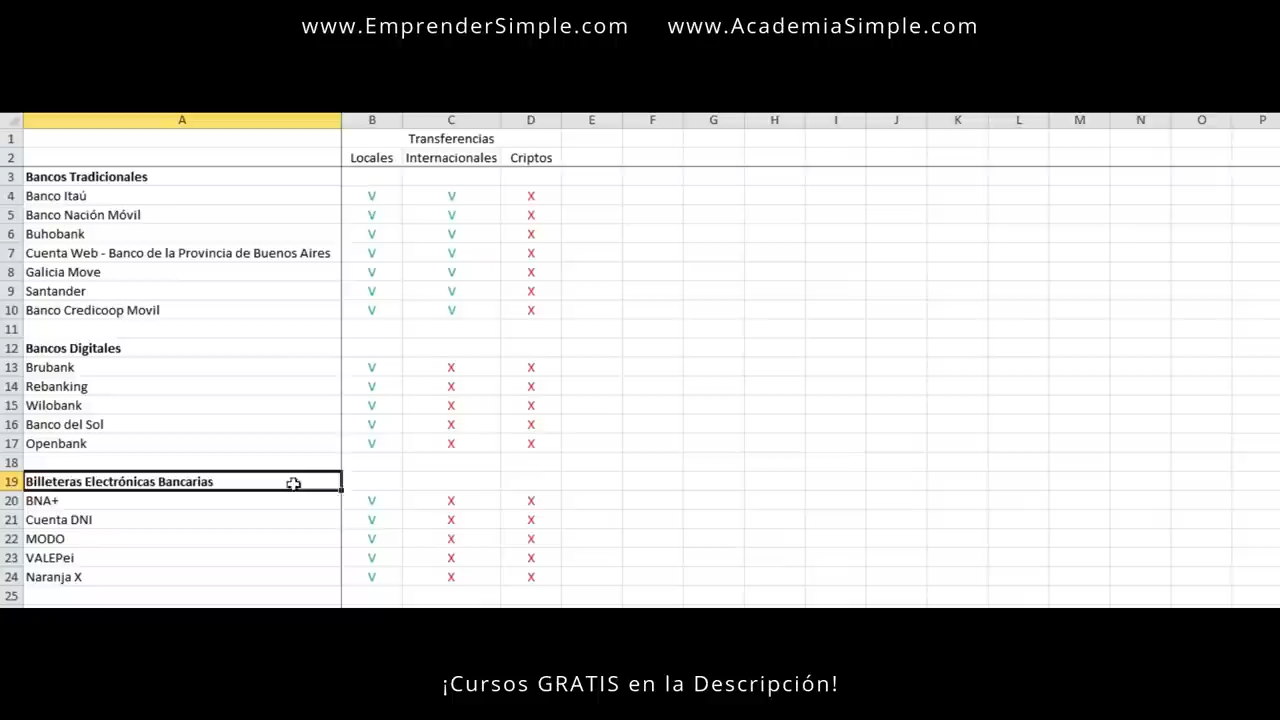 www.EmprenderSimple.com www.AcademiaSimple.com
A B C D E F G H I J K L M N O P
1 Transferencias
2 Locales Internacionales Criptos
3 Bancos Tradicionales
4 Banco Itaú V V X
5 Banco Nación Móvil V V X
6 Buhobank V V X
7 Cuenta Web - Banco de la Provincia de Buenos Aires V V X
8 Galicia Move V V X
9 Santander V V X
10 Banco Credicoop Movil V V X
11
12 Bancos Digitales
13 Brubank V X X
14 Rebanking V X X
15 Wilobank V X X
16 Banco del Sol V X X
17 Openbank V X X
18
19 Billeteras Electrónicas Bancarias
20 BNA+ V X X
21 Cuenta DNI V X X
22 MODO V X X
23 VALEPei V X X
24 Naranja X V X X
25
¡Cursos GRATIS en la Descripción!